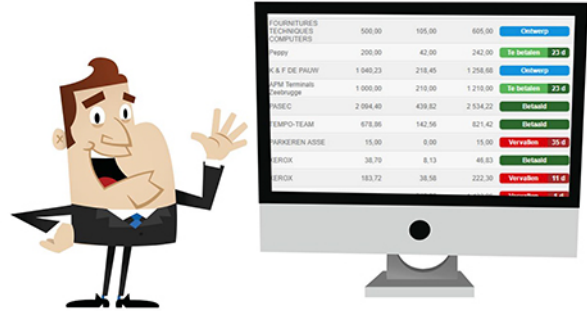 FOURNITURES
TECHNIQUES
COMPUTERS 500,00 105,00 605,00 Ontwerp
Peppy 200,00 42,00 242,00 Te betalen 23 d
K & F DE PAUW 1 040,23 218,45 1 258,68 Ontwerp
APM Terminals
Zeebrugge 1 000,00 210,00 1 210,00 Te betalen 23 d
PASEC 2 094,40 439,82 2 534,22 Betaald
TEMPO-TEAM 678,86 142,56 821,42 Betaald
PARKEREN ASSE 15,00 0,00 15,00 Vervallen 35 d
XEROX 38,70 8,13 46,83 Betaald
XEROX 183,72 38,58 222,30 Vervallen 11 d